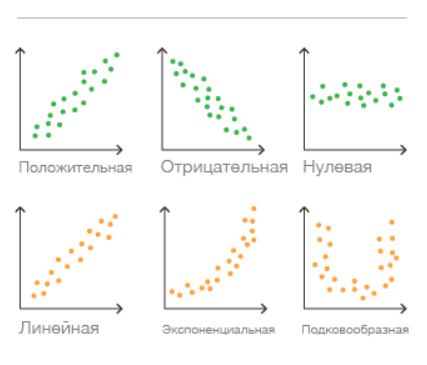 Положительная
Отрицательная
Нулевая
Линейная
Экспоненциальная
Подковообразная